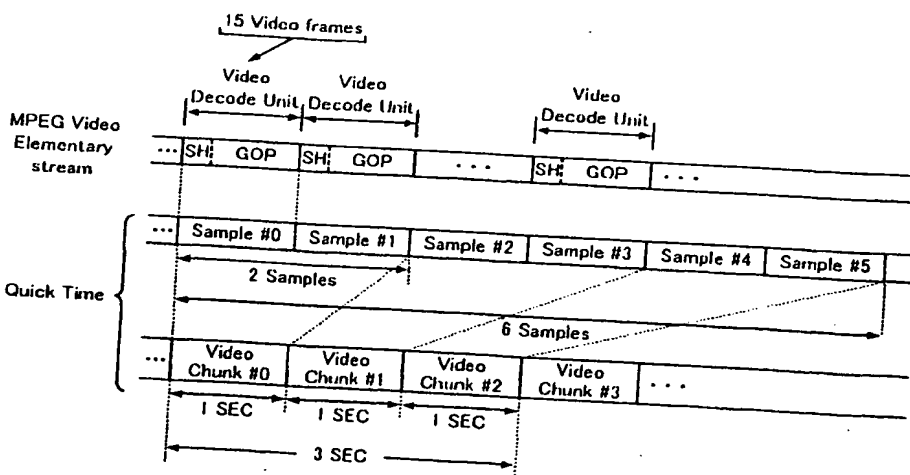 15 Video frames
Video
Decode Unit
Video
Decode Unit
Video
Decode Unit
MPEG Video
Elementary
stream
... SH GOP SH GOP ... SH GOP ...
Quick Time
... Sample #0 Sample #1 Sample #2 Sample #3 Sample #4 Sample #5
2 Samples
6 Samples
... Video
Chunk #0
Video
Chunk #1
Video
Chunk #2
Video
Chunk #3 ...
1 SEC
1 SEC
1 SEC
3 SEC